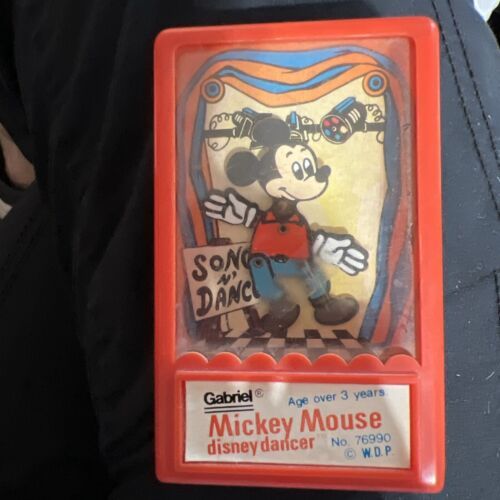 SONG
N'
DANCE
Gabriel® Age over 3 years
Mickey Mouse
disney dancer No. 76990
© W.D.P.